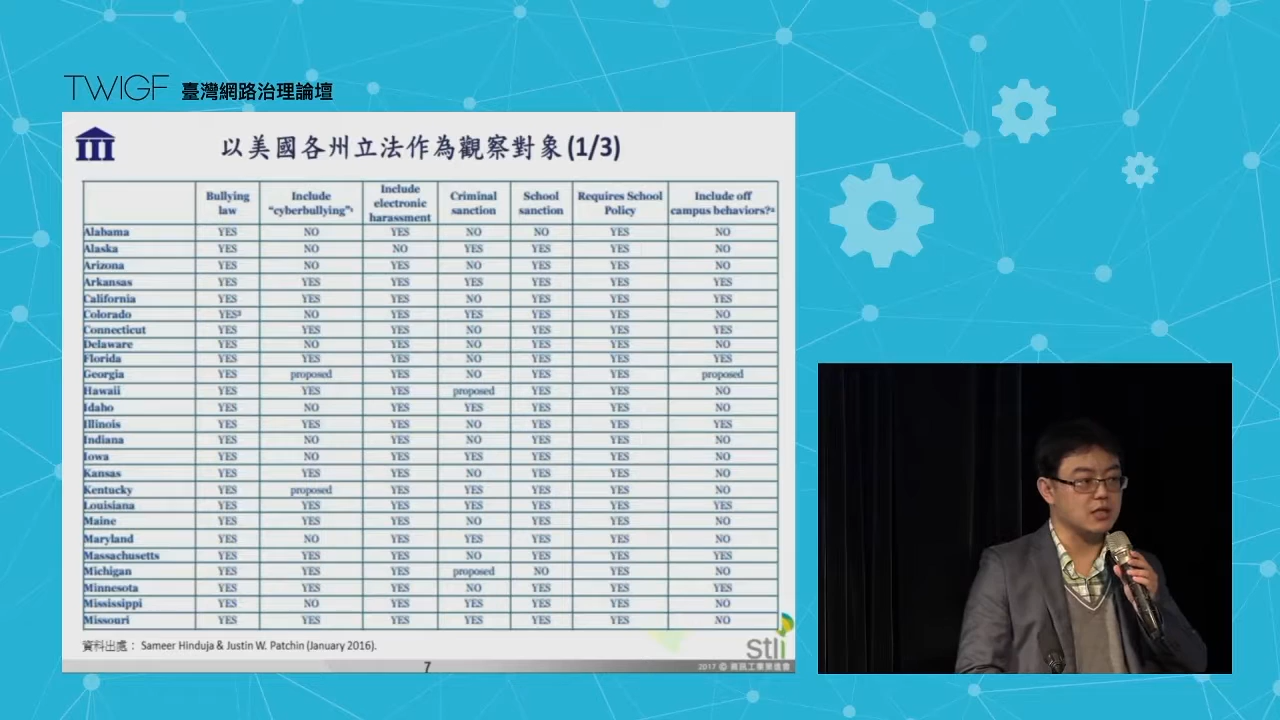 TWIGF 臺灣網路治理論壇
以美國各州立法作為觀察對象 (1/3)
Bullying law Include “cyberbullying”¹ Include electronic harassment Criminal sanction School sanction Requires School Policy Include off campus behaviors?²
Alabama YES NO YES NO NO YES NO
Alaska YES NO NO YES YES YES NO
Arizona YES NO YES NO YES YES NO
Arkansas YES YES YES YES YES YES YES
California YES YES YES NO YES YES YES
Colorado YES³ NO YES YES YES YES NO
Connecticut YES YES YES NO YES YES YES
Delaware YES NO YES NO YES YES NO
Florida YES YES YES NO YES YES YES
Georgia YES proposed YES NO YES YES proposed
Hawaii YES YES YES proposed YES YES NO
Idaho YES NO YES YES YES YES NO
Illinois YES YES YES NO YES YES YES
Indiana YES NO YES NO YES YES NO
Iowa YES NO YES YES YES YES NO
Kansas YES YES YES NO YES YES NO
Kentucky YES proposed YES YES YES YES NO
Louisiana YES YES YES YES YES YES YES
Maine YES YES YES NO YES YES NO
Maryland YES NO YES YES YES YES NO
Massachusetts YES YES YES NO YES YES YES
Michigan YES YES YES proposed NO YES NO
Minnesota YES YES YES NO YES YES YES
Mississippi YES NO YES YES YES YES NO
Missouri YES YES YES YES YES YES NO
資料出處： Sameer Hinduja & Justin W. Patchin (January 2016).
stli
7
2017 © 資訊工業策進會